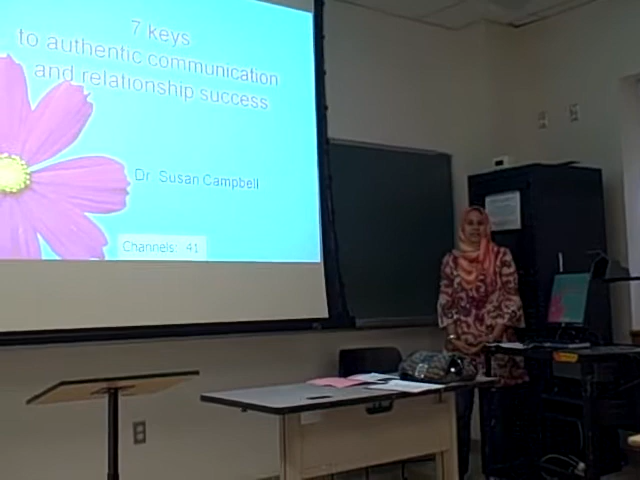 7 keys
to authentic communication
and relationship success
Dr. Susan Campbell
Channels: 41